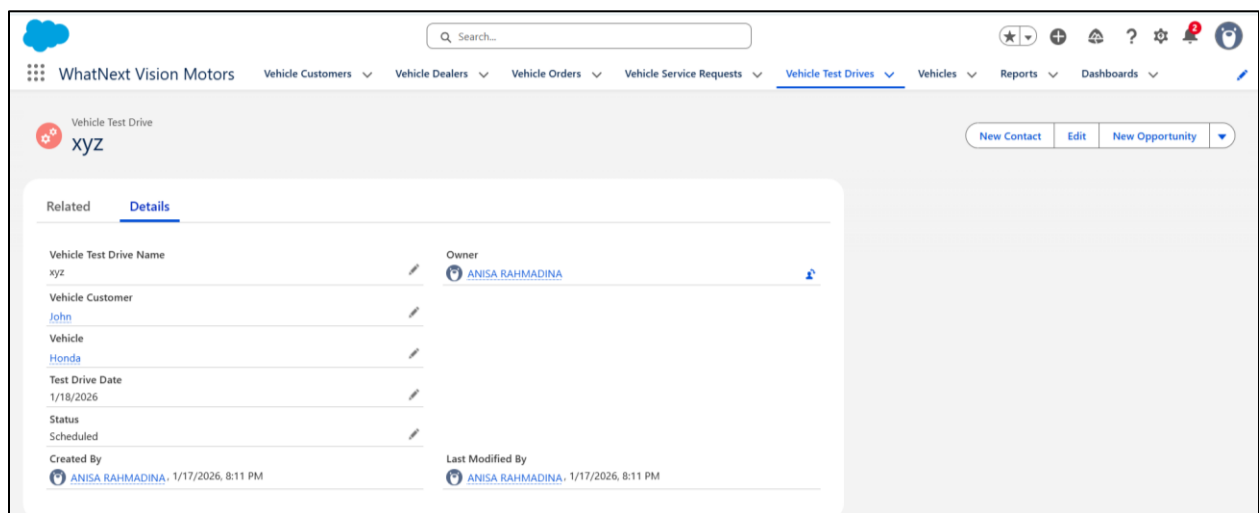 Search...
2
WhatNext Vision Motors Vehicle Customers Vehicle Dealers Vehicle Orders Vehicle Service Requests Vehicle Test Drives Vehicles Reports Dashboards
Vehicle Test Drive
xyz
New Contact Edit New Opportunity
Related Details
Vehicle Test Drive Name
xyz
Owner
ANISA RAHMADINA
Vehicle Customer
John
Vehicle
Honda
Test Drive Date
1/18/2026
Status
Scheduled
Created By
ANISA RAHMADINA, 1/17/2026, 8:11 PM
Last Modified By
ANISA RAHMADINA, 1/17/2026, 8:11 PM